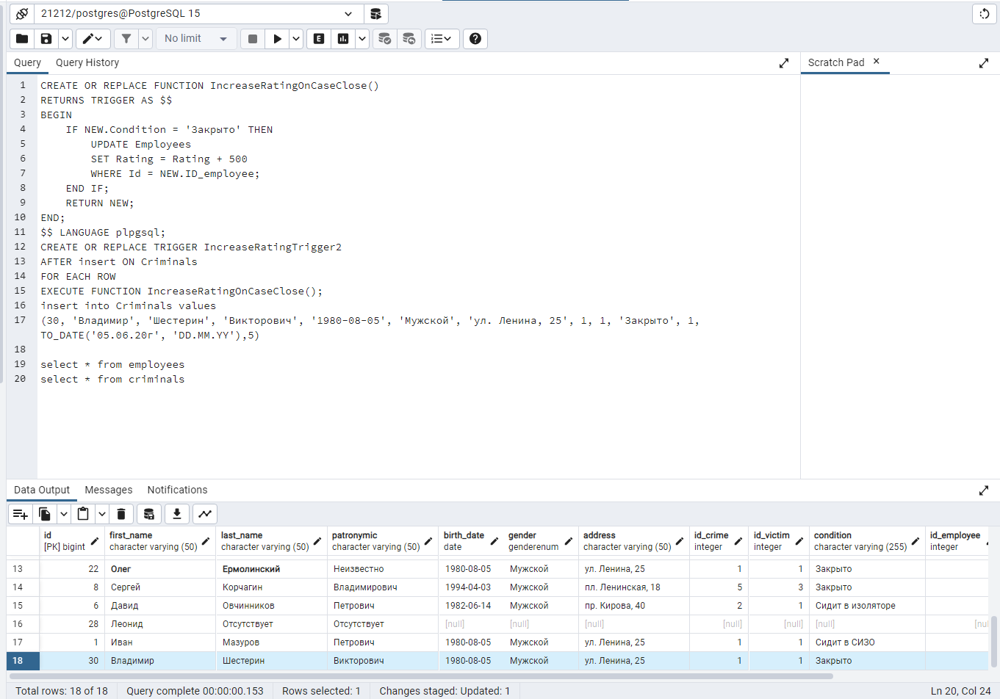 21212/postgres@PostgreSQL 15
No limit
E
Query
Query History
Scratch Pad
1 CREATE OR REPLACE FUNCTION IncreaseRatingOnCaseClose()
2 RETURNS TRIGGER AS $$
3 BEGIN
4 IF NEW.Condition = 'Закрыто' THEN
5 UPDATE Employees
6 SET Rating = Rating + 500
7 WHERE Id = NEW.ID_employee;
8 END IF;
9 RETURN NEW;
10 END;
11 $$ LANGUAGE plpgsql;
12 CREATE OR REPLACE TRIGGER IncreaseRatingTrigger2
13 AFTER insert ON Criminals
14 FOR EACH ROW
15 EXECUTE FUNCTION IncreaseRatingOnCaseClose();
16 insert into Criminals values
17 (30, 'Владимир', 'Шестерин', 'Викторович', '1980-08-05', 'Мужской', 'ул. Ленина, 25', 1, 1, 'Закрыто', 1,
TO_DATE('05.06.20г', 'DD.MM.YY'),5)
18
19 select * from employees
20 select * from criminals
Data Output Messages Notifications
id first_name last_name patronymic birth_date gender address id_crime id_victim condition id_employee
[PK] bigint character varying (50) character varying (50) character varying (50) date genderenum character varying (50) integer integer character varying (255) integer
13 22 Олег Ермолинский Неизвестно 1980-08-05 Мужской ул. Ленина, 25 1 1 Закрыто
14 8 Сергей Корчагин Владимирович 1994-04-03 Мужской пл. Ленинская, 18 5 3 Закрыто
15 6 Давид Овчинников Петрович 1982-06-14 Мужской пр. Кирова, 40 2 1 Сидит в изоляторе
16 28 Леонид Отсутствует Отсутствует [null] [null] [null] [null] [null] [null] [nul
17 1 Иван Мазуров Петрович 1980-08-05 Мужской ул. Ленина, 25 1 1 Сидит в СИЗО
18 30 Владимир Шестерин Викторович 1980-08-05 Мужской ул. Ленина, 25 1 1 Закрыто
Total rows: 18 of 18 Query complete 00:00:00.153 Rows selected: 1 Changes staged: Updated: 1 Ln 20, Col 24